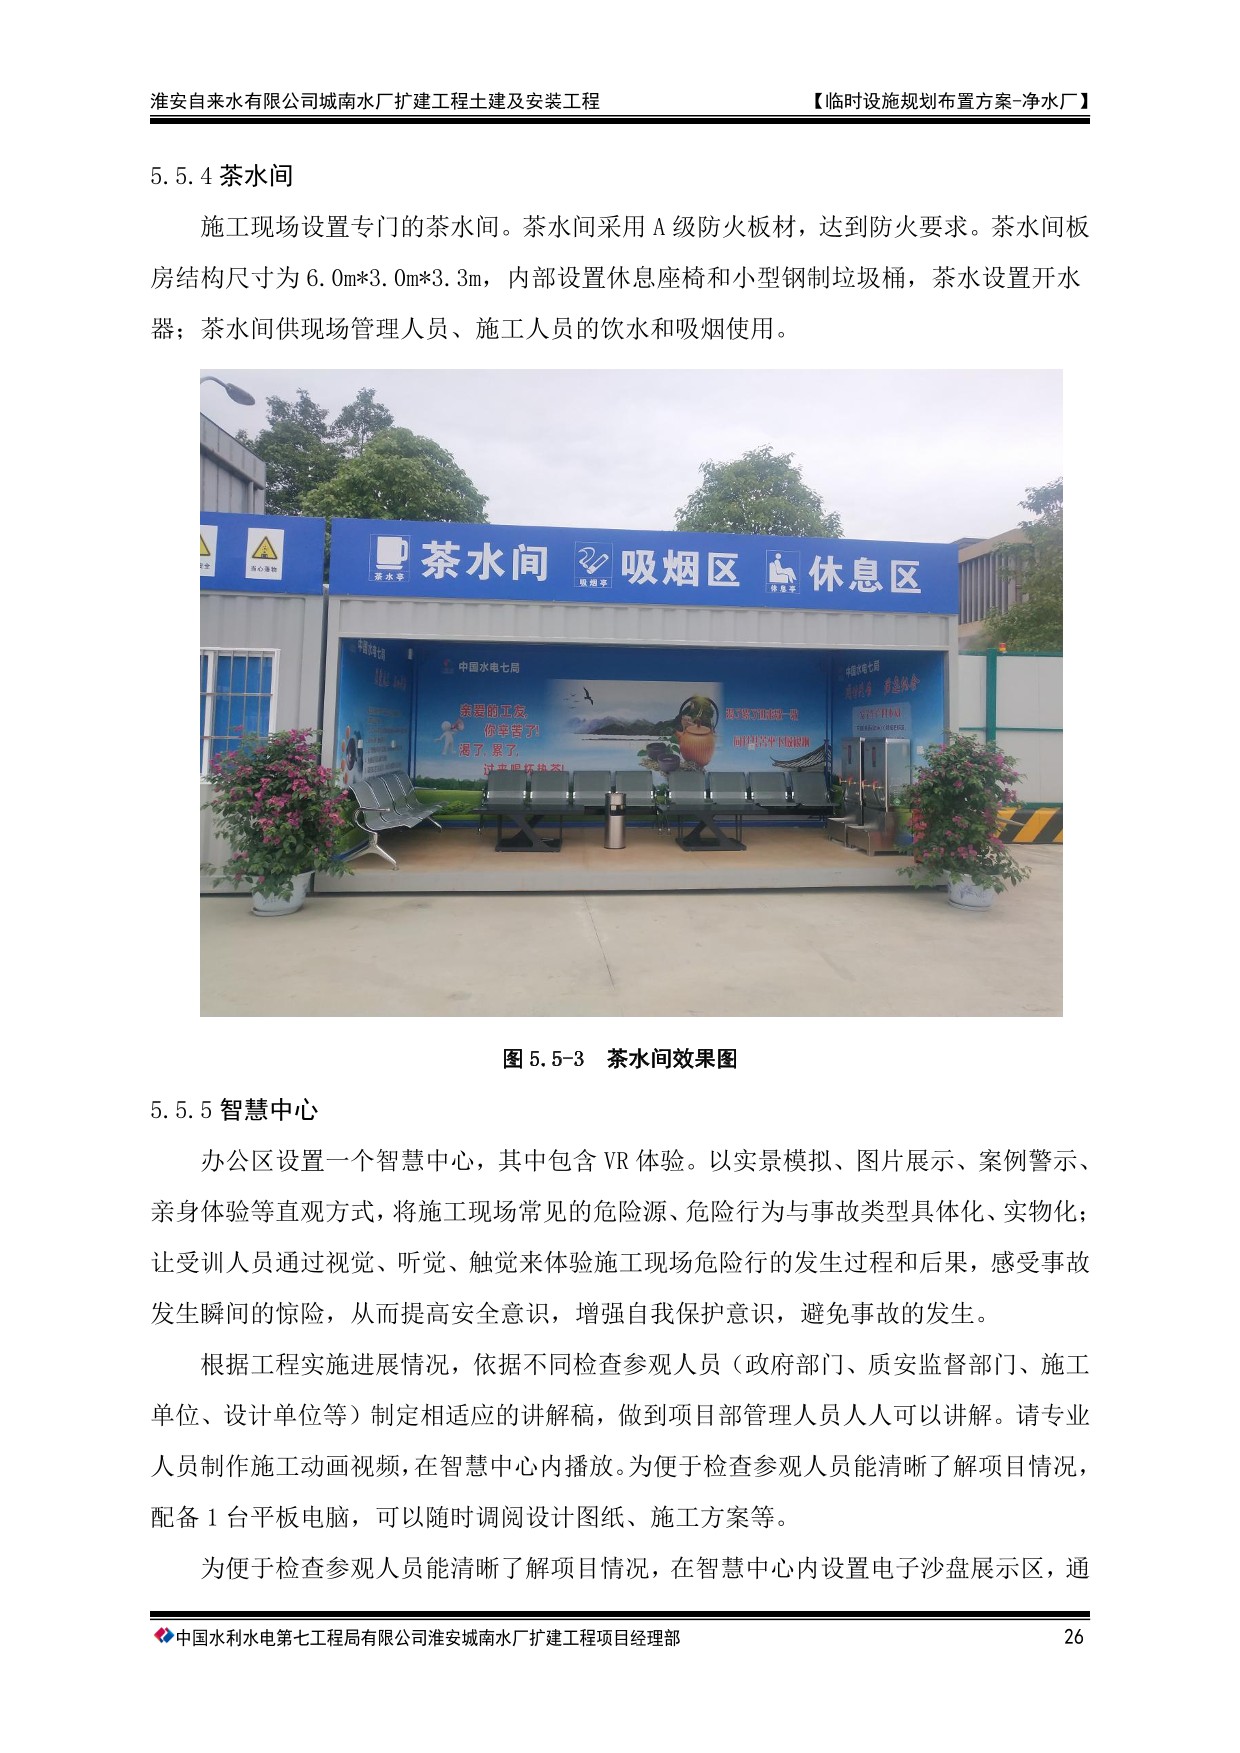 淮安自来水有限公司城南水厂扩建工程土建及安装工程 【临时设施规划布置方案-净水厂】
5.5.4 茶水间
施工现场设置专门的茶水间。茶水间采用 A 级防火板材，达到防火要求。茶水间板
房结构尺寸为 6.0m*3.0m*3.3m，内部设置休息座椅和小型钢制垃圾桶，茶水设置开水
器；茶水间供现场管理人员、施工人员的饮水和吸烟使用。
当心落物
茶水亭 茶水间 吸烟亭 吸烟区 休息亭 休息区
中国水电七局 中国水电七局 中国水电七局
亲爱的工友，
你辛苦了！
渴了，累了，
过来喝杯热茶！
图 5.5-3 茶水间效果图
5.5.5 智慧中心
办公区设置一个智慧中心，其中包含 VR 体验。以实景模拟、图片展示、案例警示、
亲身体验等直观方式，将施工现场常见的危险源、危险行为与事故类型具体化、实物化；
让受训人员通过视觉、听觉、触觉来体验施工现场危险行的发生过程和后果，感受事故
发生瞬间的惊险，从而提高安全意识，增强自我保护意识，避免事故的发生。
根据工程实施进展情况，依据不同检查参观人员（政府部门、质安监督部门、施工
单位、设计单位等）制定相适应的讲解稿，做到项目部管理人员人人可以讲解。请专业
人员制作施工动画视频，在智慧中心内播放。为便于检查参观人员能清晰了解项目情况，
配备 1 台平板电脑，可以随时调阅设计图纸、施工方案等。
为便于检查参观人员能清晰了解项目情况，在智慧中心内设置电子沙盘展示区，通
中国水利水电第七工程局有限公司淮安城南水厂扩建工程项目经理部 26